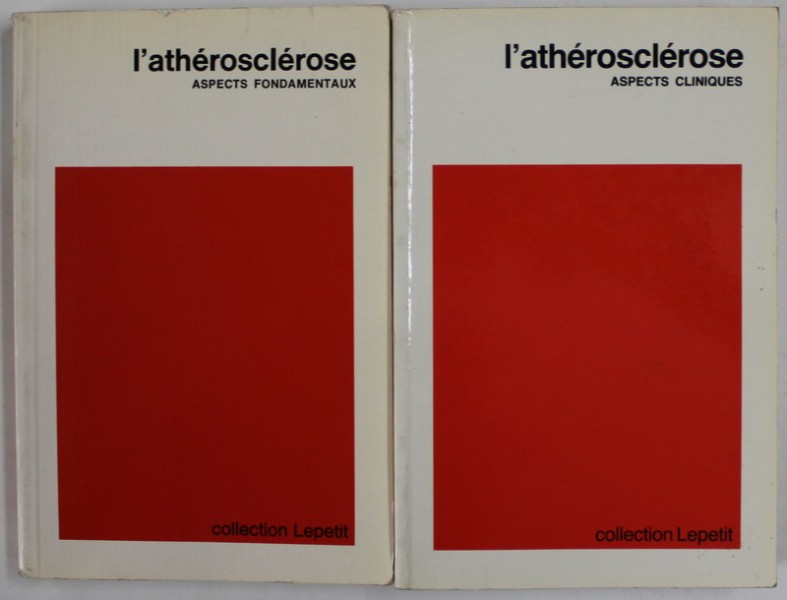 l'athérosclérose
ASPECTS FONDAMENTAUX
collection Lepetit
l'athérosclérose
ASPECTS CLINIQUES
collection Lepetit